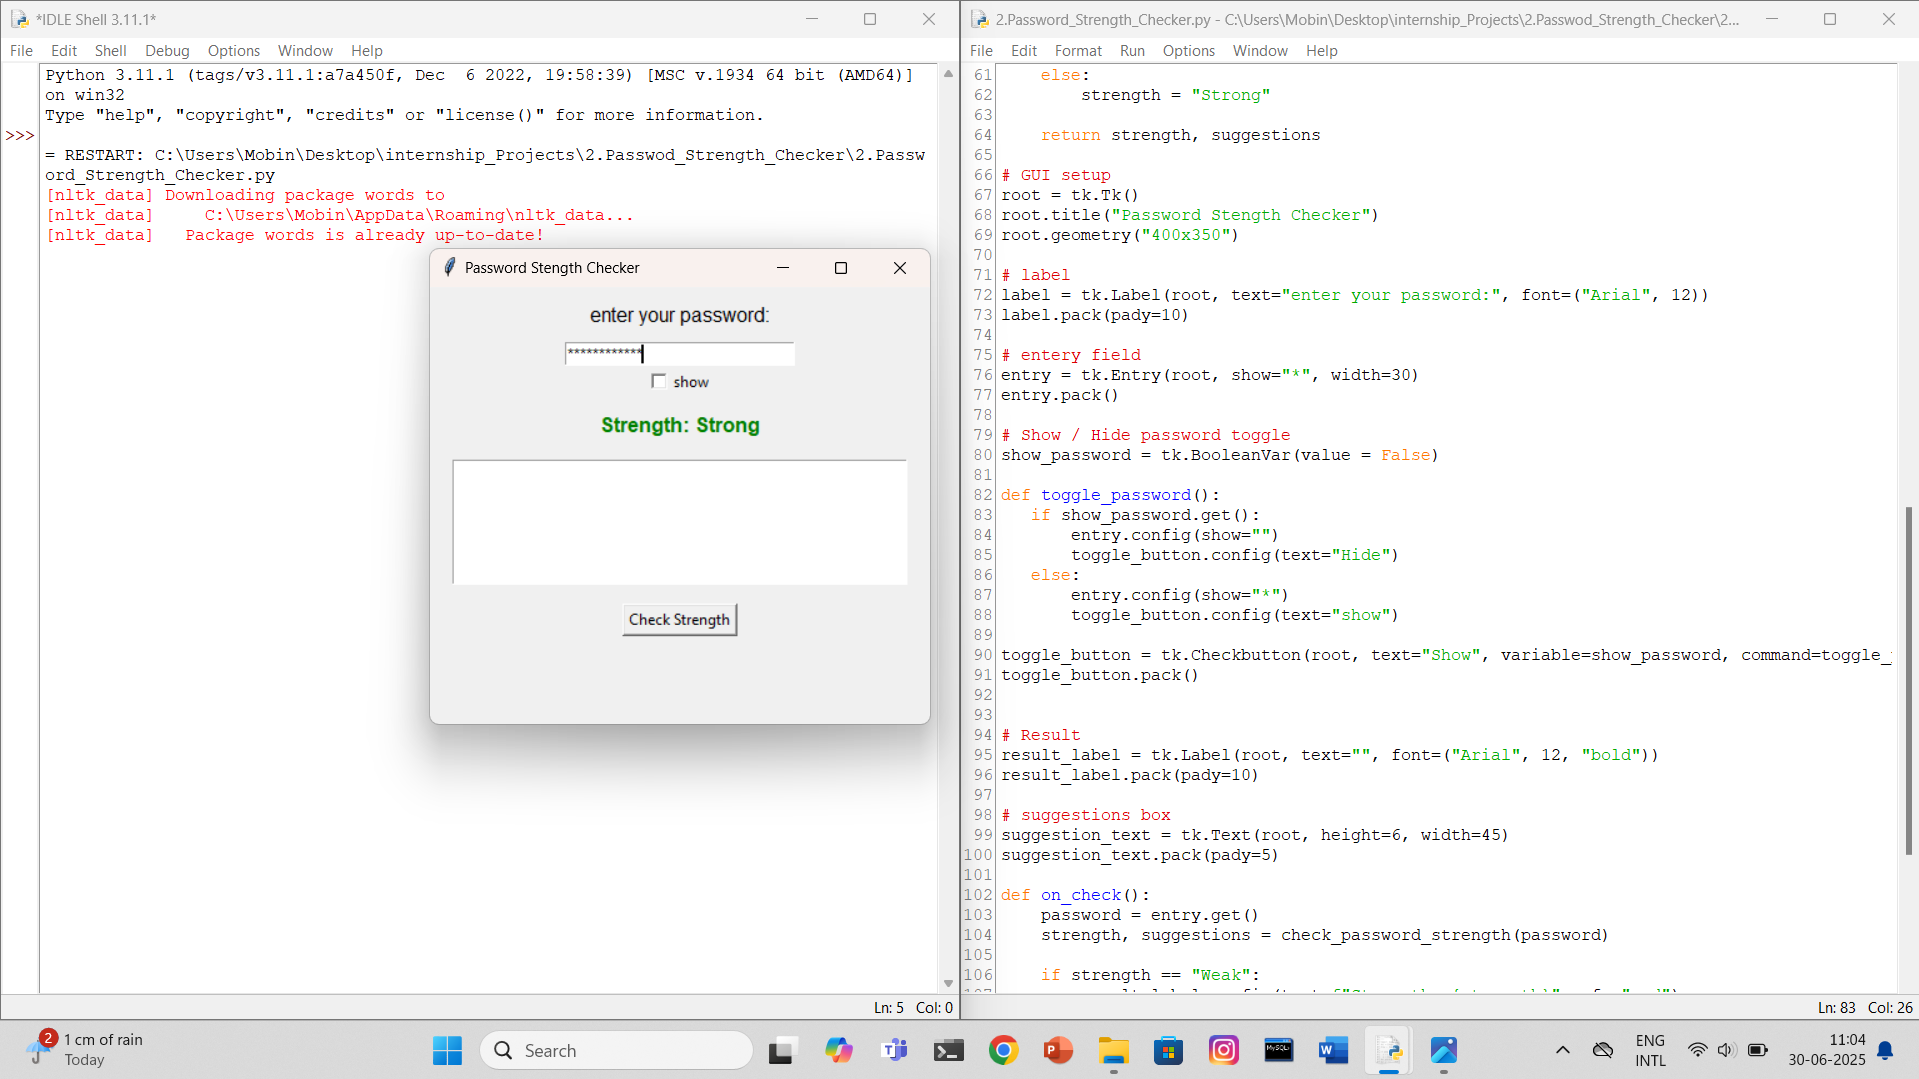 *IDLE Shell 3.11.1*
File Edit Shell Debug Options Window Help
Python 3.11.1 (tags/v3.11.1:a7a450f, Dec  6 2022, 19:58:39) [MSC v.1934 64 bit (AMD64)]
on win32
Type "help", "copyright", "credits" or "license()" for more information.
>>>
= RESTART: C:\Users\Mobin\Desktop\internship_Projects\2.Passwod_Strength_Checker\2.Passw
ord_Strength_Checker.py
[nltk_data] Downloading package words to
[nltk_data]     C:\Users\Mobin\AppData\Roaming\nltk_data...
[nltk_data]   Package words is already up-to-date!
Ln: 5 Col: 0
Password Stength Checker
enter your password:
************
show
Strength: Strong
Check Strength
2.Password_Strength_Checker.py - C:\Users\Mobin\Desktop\internship_Projects\2.Passwod_Strength_Checker\2...
File Edit Format Run Options Window Help
61     else:
62         strength = "Strong"
63
64     return strength, suggestions
65
66 # GUI setup
67 root = tk.Tk()
68 root.title("Password Stength Checker")
69 root.geometry("400x350")
70
71 # label
72 label = tk.Label(root, text="enter your password:", font=("Arial", 12))
73 label.pack(pady=10)
74
75 # entery field
76 entry = tk.Entry(root, show="*", width=30)
77 entry.pack()
78
79 # Show / Hide password toggle
80 show_password = tk.BooleanVar(value = False)
81
82 def toggle_password():
83    if show_password.get():
84        entry.config(show="")
85        toggle_button.config(text="Hide")
86    else:
87        entry.config(show="*")
88        toggle_button.config(text="show")
89
90 toggle_button = tk.Checkbutton(root, text="Show", variable=show_password, command=toggle_
91 toggle_button.pack()
92
93
94 # Result
95 result_label = tk.Label(root, text="", font=("Arial", 12, "bold"))
96 result_label.pack(pady=10)
97
98 # suggestions box
99 suggestion_text = tk.Text(root, height=6, width=45)
100 suggestion_text.pack(pady=5)
101
102 def on_check():
103     password = entry.get()
104     strength, suggestions = check_password_strength(password)
105
106     if strength == "Weak":
Ln: 83 Col: 26
2
1 cm of rain
Today
Search
MySQL
ENG
INTL
11:04
30-06-2025